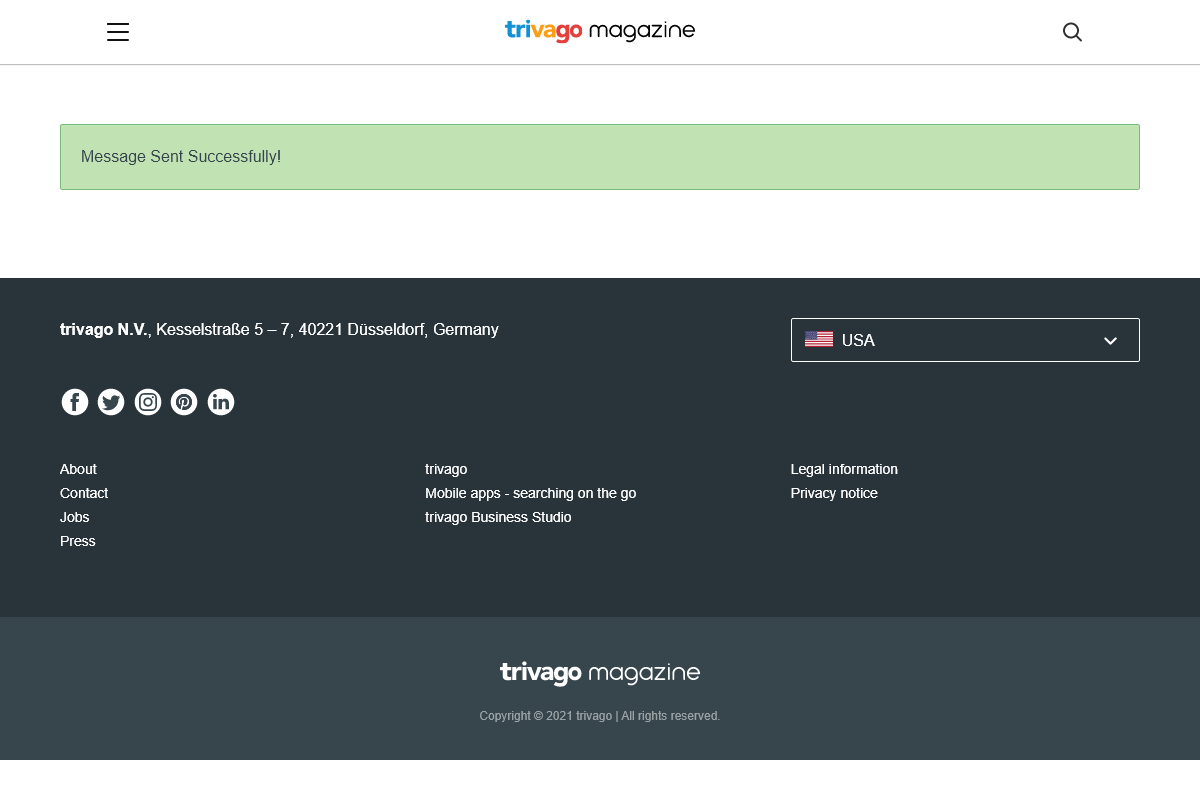 trivago magazine
Message Sent Successfully!
trivago N.V., Kesselstraße 5 – 7, 40221 Düsseldorf, Germany
USA
About
Contact
Jobs
Press
trivago
Mobile apps - searching on the go
trivago Business Studio
Legal information
Privacy notice
trivago magazine
Copyright © 2021 trivago | All rights reserved.